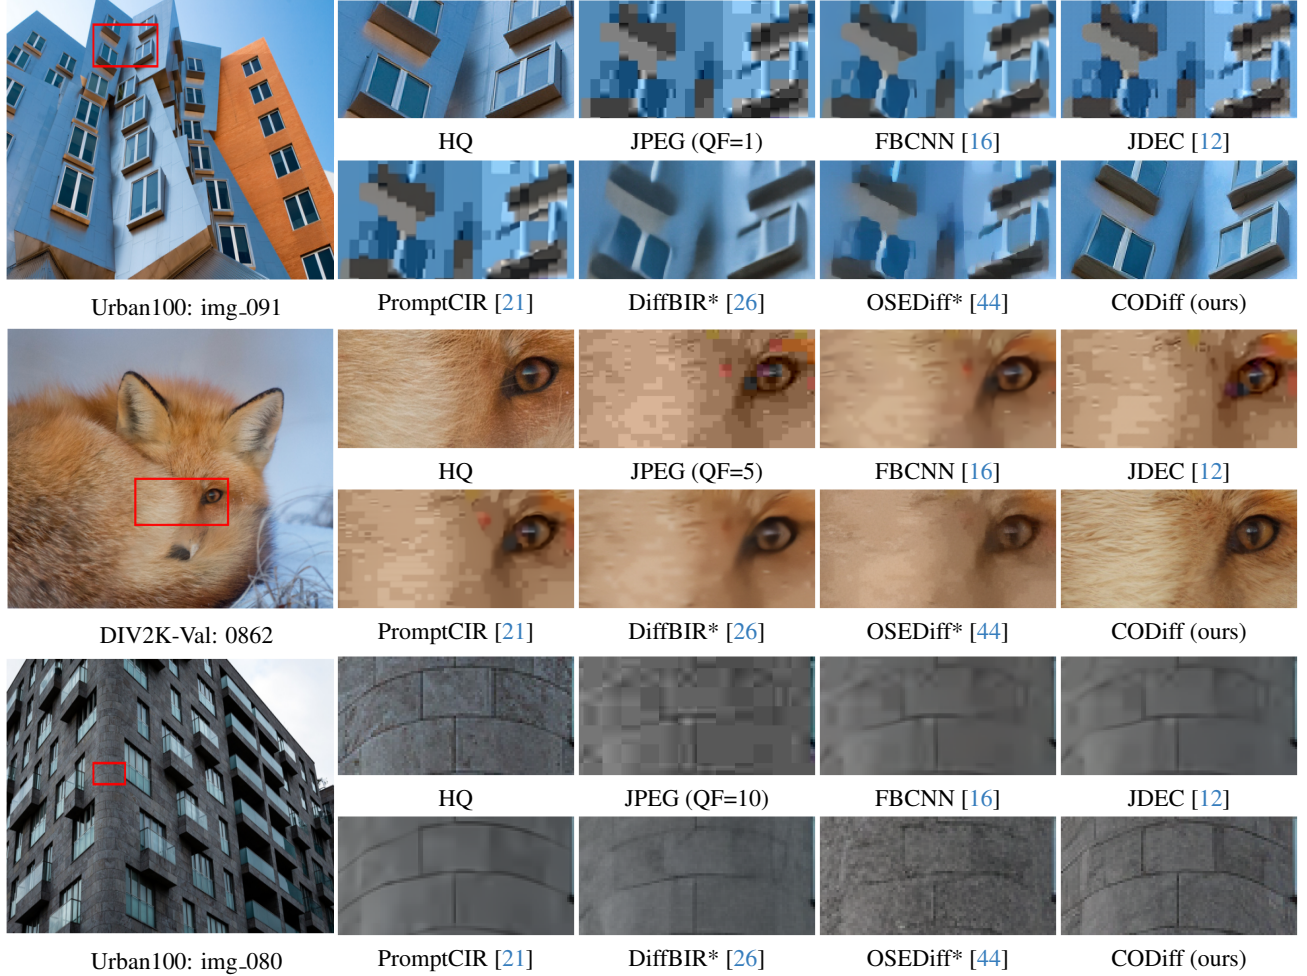 HQ
JPEG (QF=1)
FBCNN [16]
JDEC [12]
PromptCIR [21]
DiffBIR* [26]
OSEDiff* [44]
CODiff (ours)
Urban100: img_091
HQ
JPEG (QF=5)
FBCNN [16]
JDEC [12]
PromptCIR [21]
DiffBIR* [26]
OSEDiff* [44]
CODiff (ours)
DIV2K-Val: 0862
HQ
JPEG (QF=10)
FBCNN [16]
JDEC [12]
PromptCIR [21]
DiffBIR* [26]
OSEDiff* [44]
CODiff (ours)
Urban100: img_080